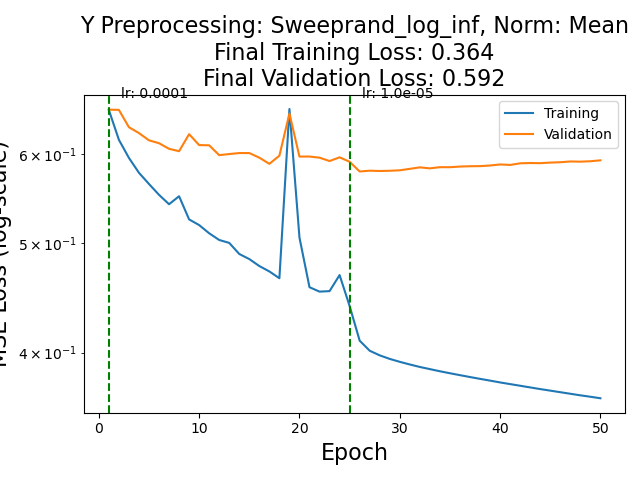 Y Preprocessing: Sweeprand_log_inf, Norm: Mean
Final Training Loss: 0.364
Final Validation Loss: 0.592
lr: 0.0001
lr: 1.0e-05
Training
Validation
6 × 10⁻¹
5 × 10⁻¹
4 × 10⁻¹
MSE Loss (log-scale)
0 10 20 30 40 50
Epoch